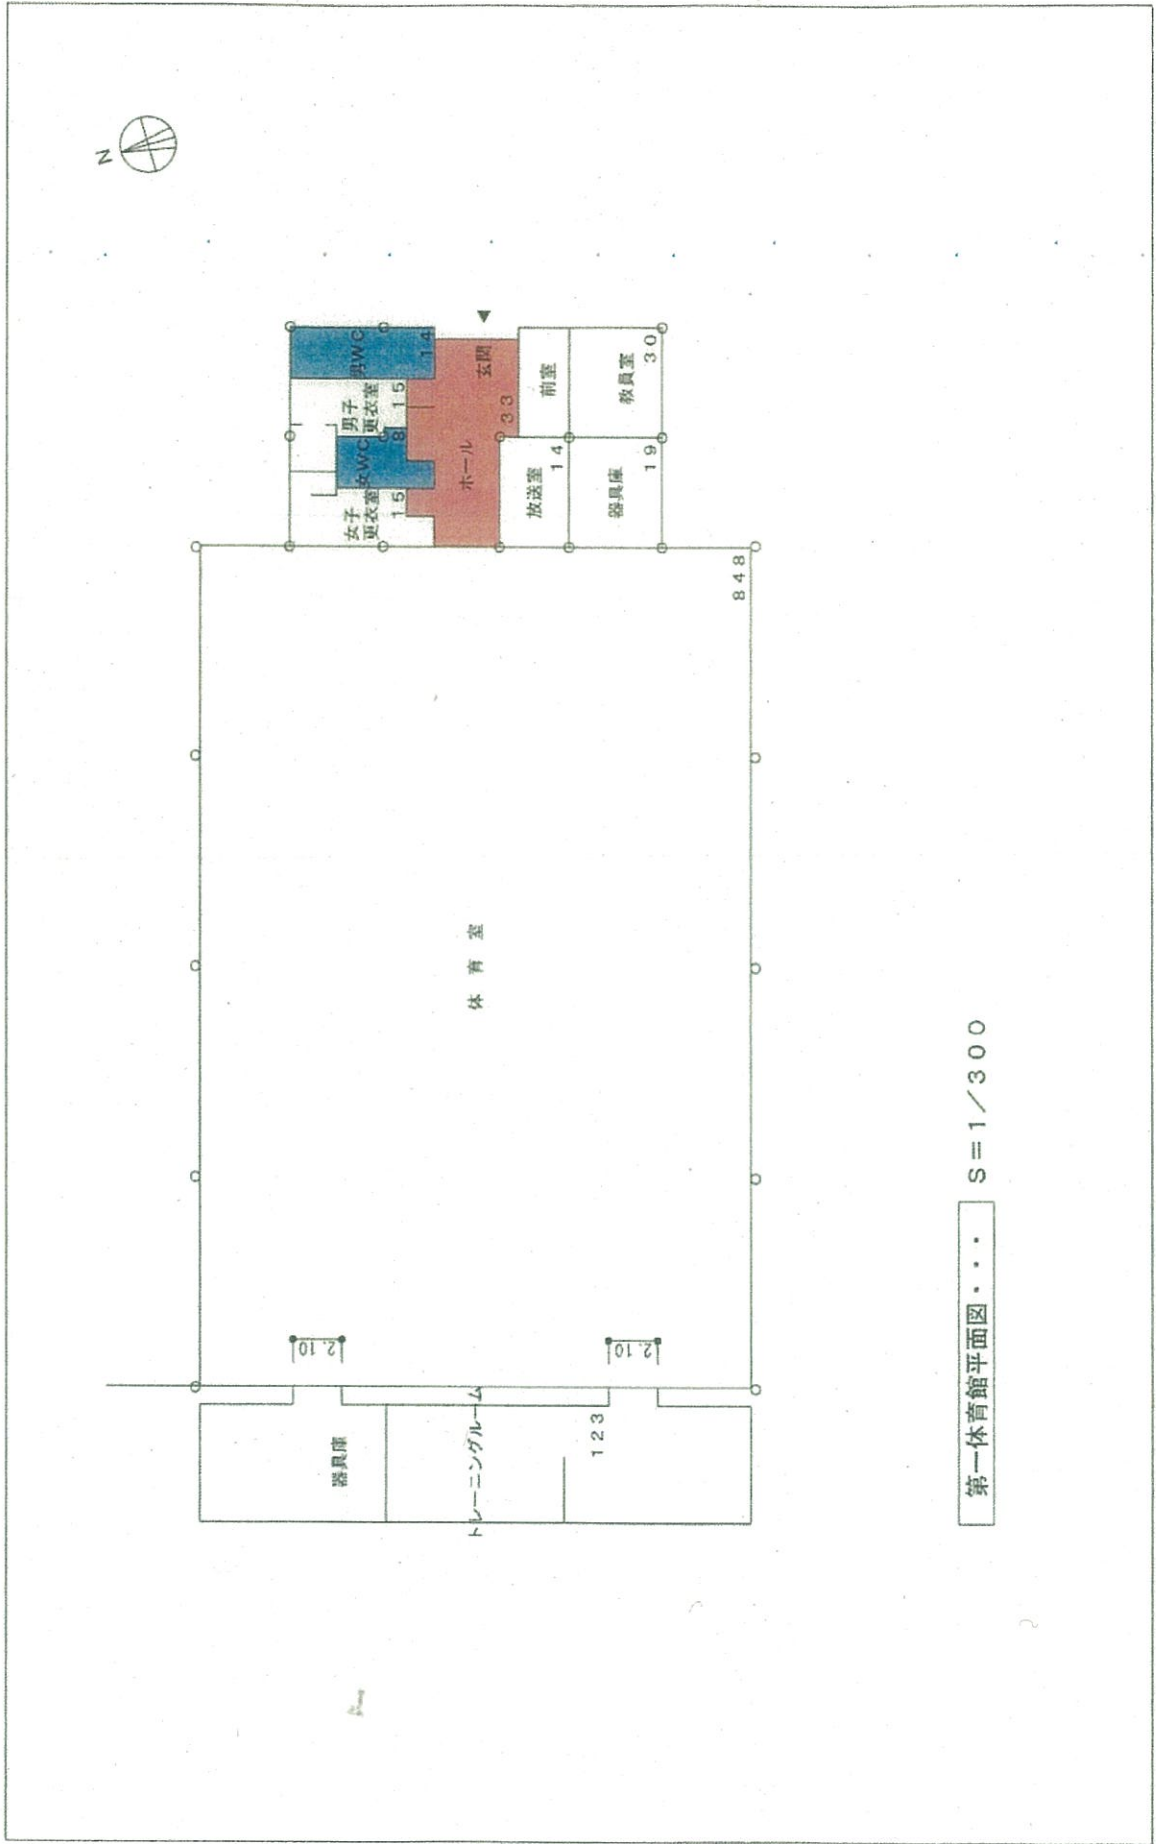 N
男WC
14
男子
更衣室
15
女WC
8
女子
更衣室
15
玄関
ホール
33
前室
教員室
30
放送室
14
器具庫
19
848
体育室
2.10
2.10
器具庫
トレーニングルーム
123
第一体育館平面図・・・
S=1/300